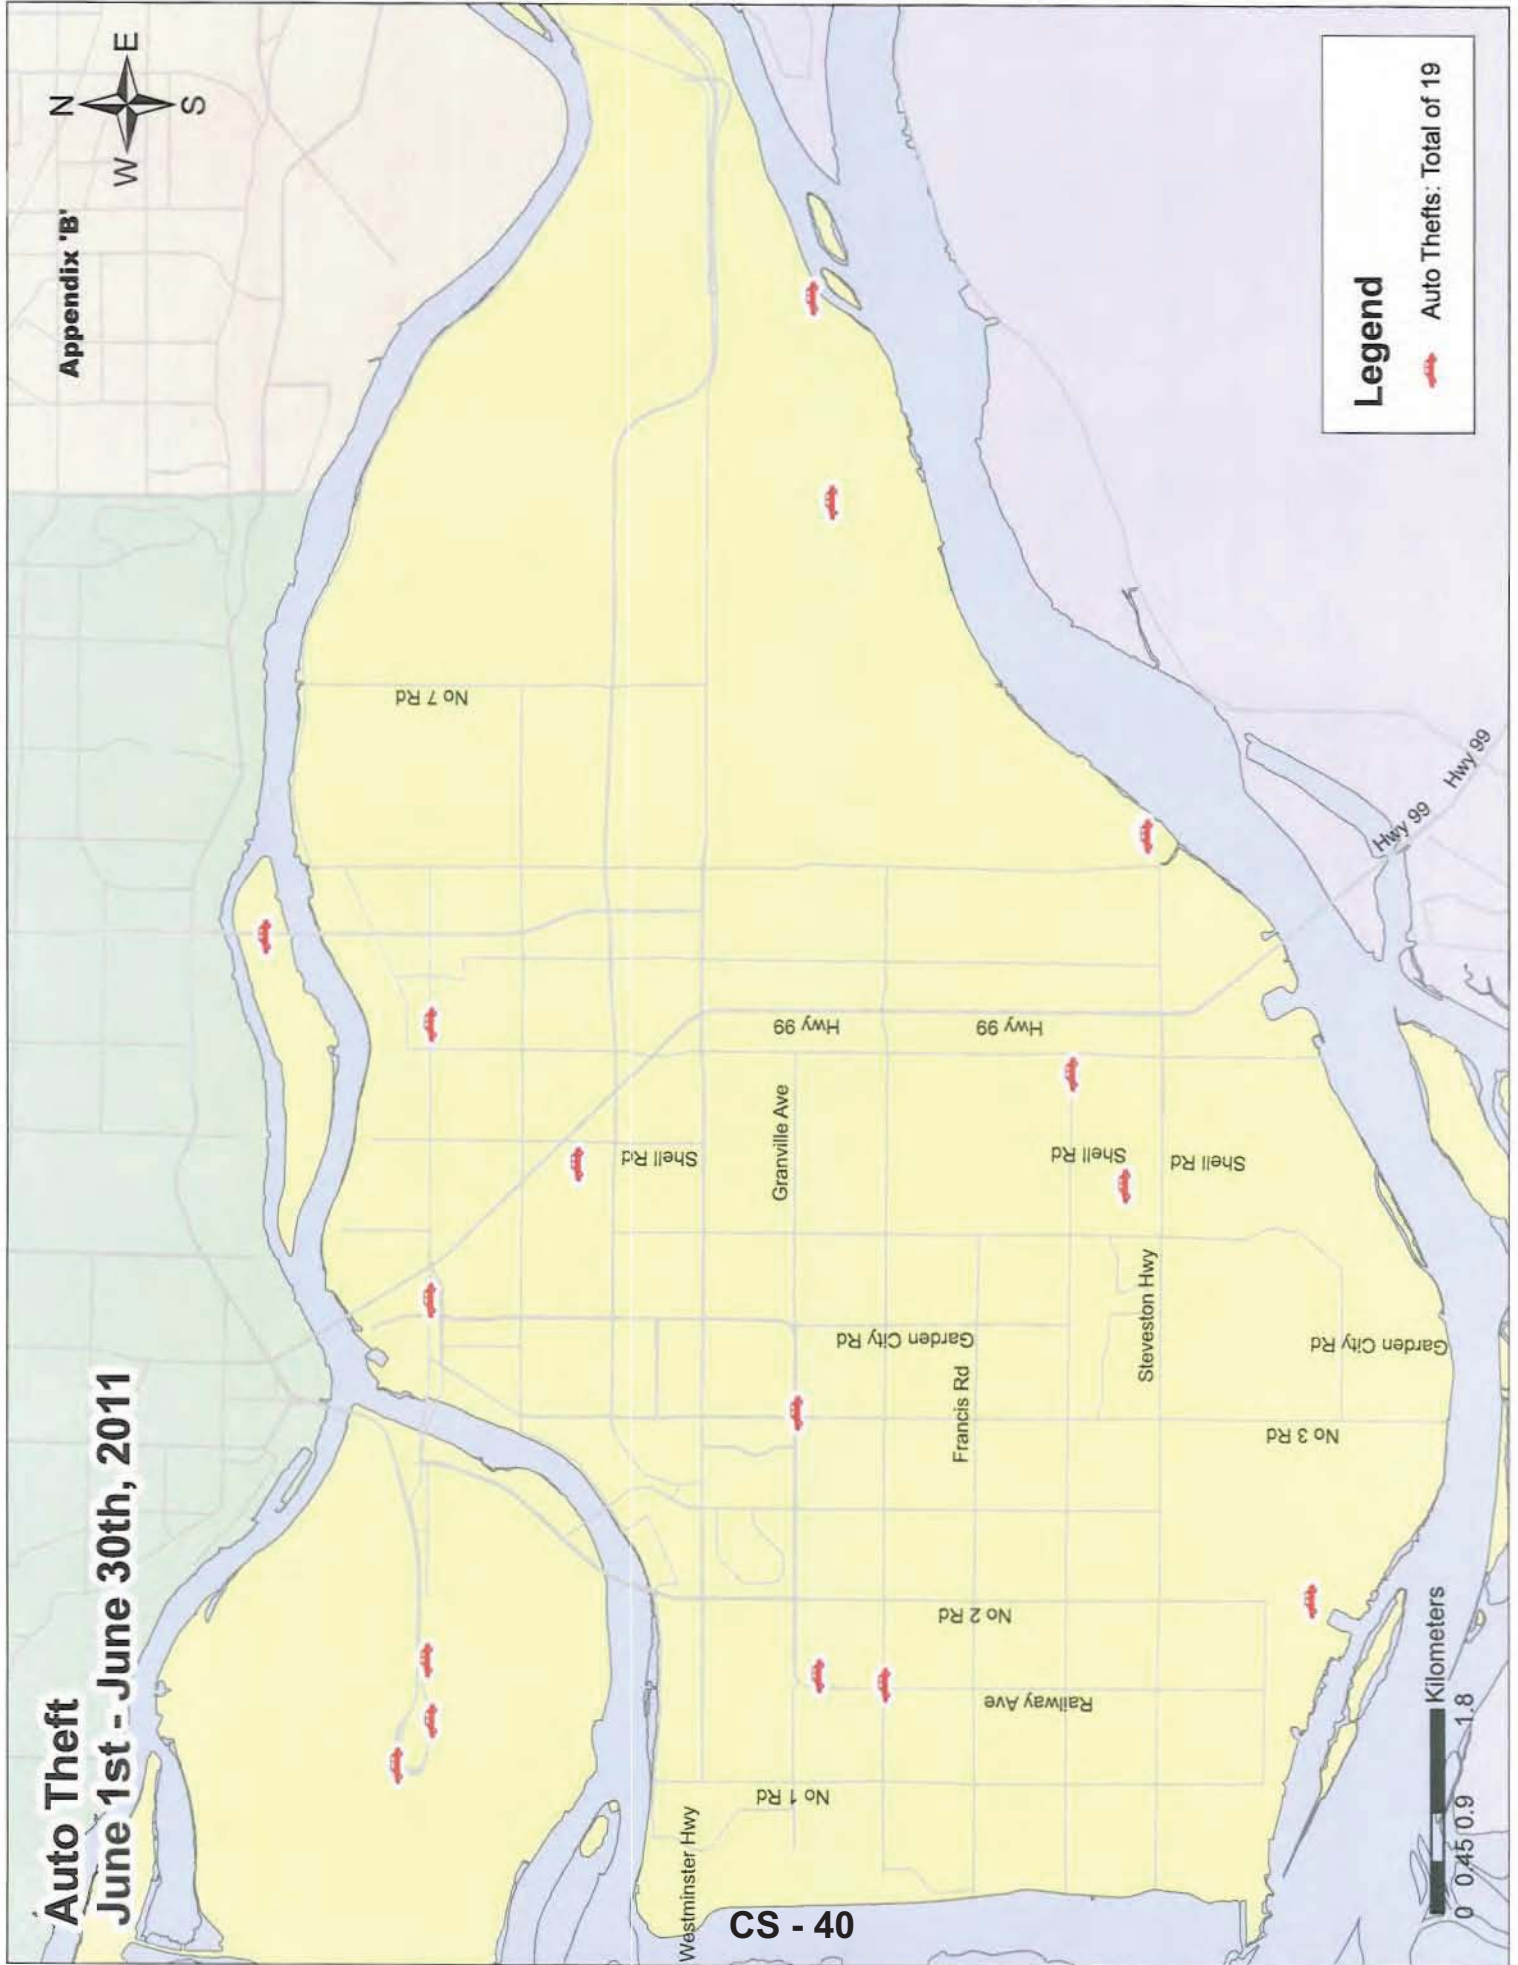 Auto Theft
June 1st - June 30th, 2011
Appendix 'B'
N
W
E
S
No 7 Rd
Hwy 99
Hwy 99
Shell Rd
Granville Ave
Shell Rd
Shell Rd
Garden City Rd
Francis Rd
Steveston Hwy
Garden City Rd
No 3 Rd
No 2 Rd
Railway Ave
No 1 Rd
Westminster Hwy
Hwy 99
Hwy 99
Legend
Auto Thefts: Total of 19
Kilometers
0 0.45 0.9 1.8
CS - 40